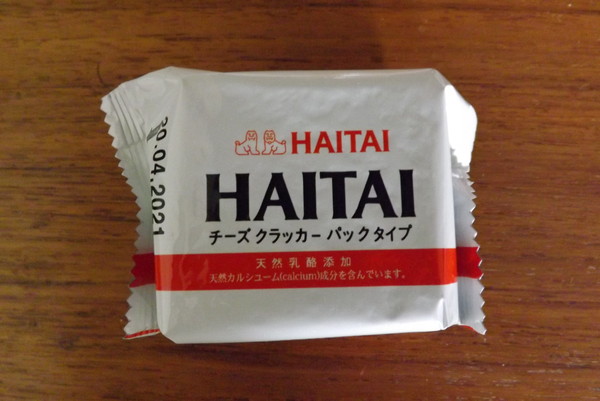 HAITAI
HAITAI
チーズ クラッカー パックタイプ
天然乳酪添加
天然カルシューム(calcium)成分を含んでいます。
.04.2021